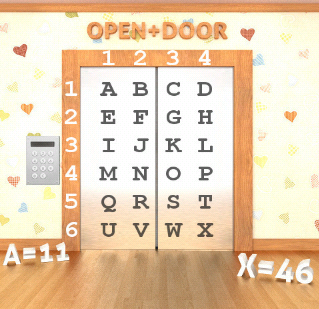 OPEN+DOOR
1 2 3 4
1 A B C D
2 E F G H
3 I J K L
4 M N O P
5 Q R S T
6 U V W X
A=11
X=46